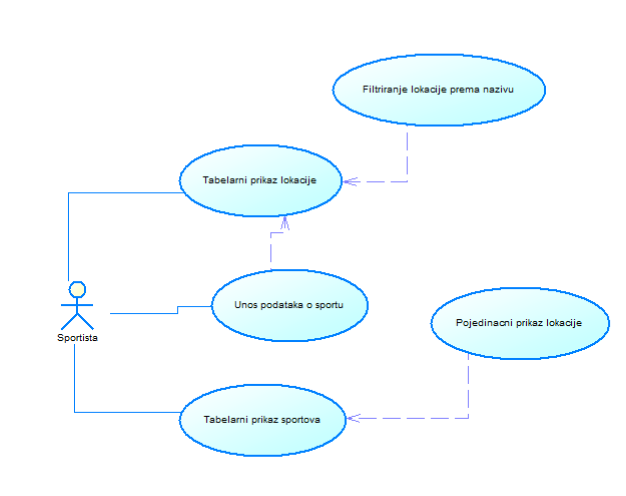 Filtriranje lokacije prema nazivu
Tabelarni prikaz lokacije
Unos podataka o sportu
Pojedinacni prikaz lokacije
Sportista
Tabelarni prikaz sportova